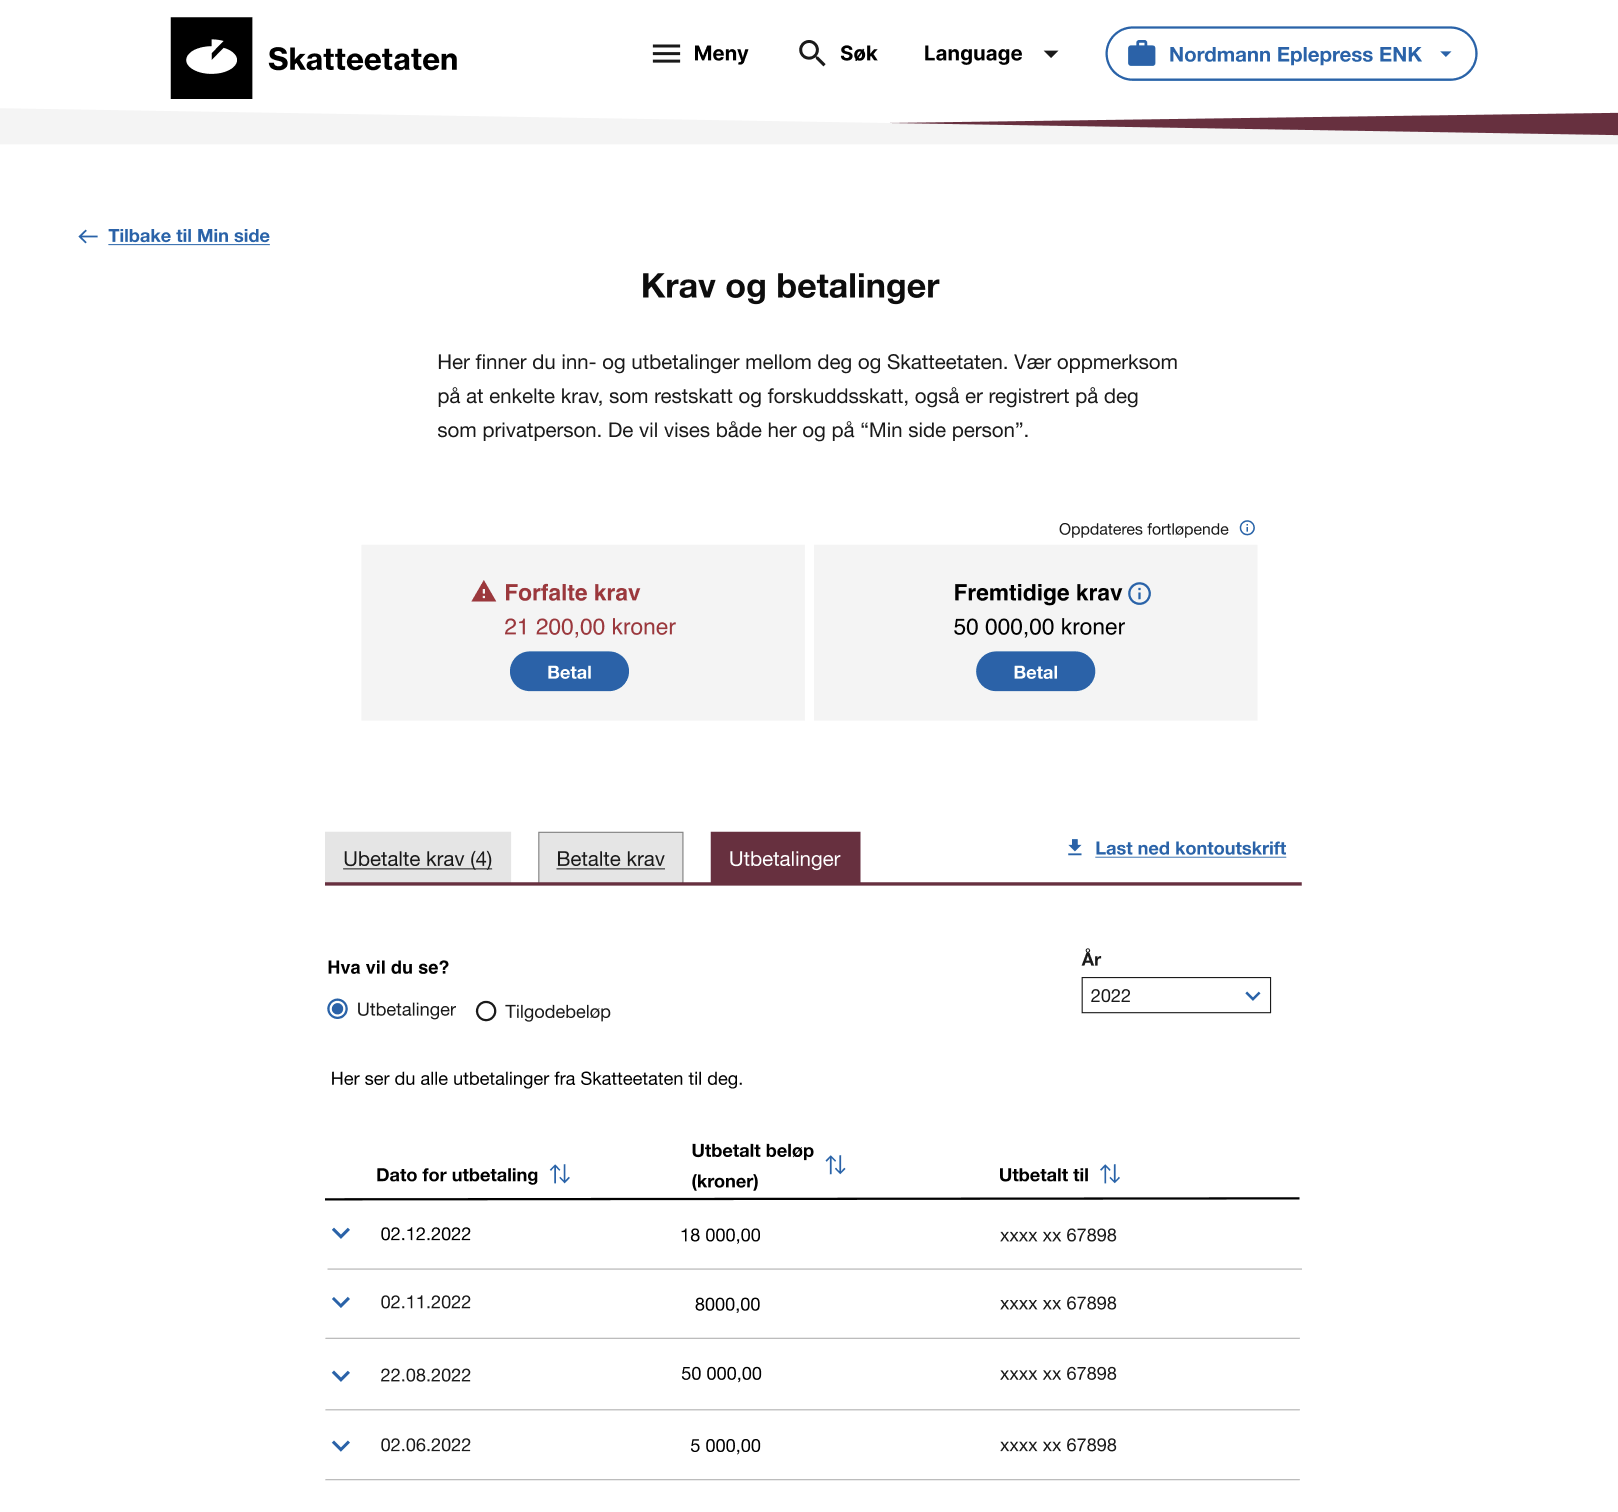 Skatteetaten
Meny
Søk
Language
Nordmann Eplepress ENK
Tilbake til Min side
Krav og betalinger
Her finner du inn- og utbetalinger mellom deg og Skatteetaten. Vær oppmerksom
på at enkelte krav, som restskatt og forskuddsskatt, også er registrert på deg
som privatperson. De vil vises både her og på “Min side person”.
Oppdateres fortløpende
Forfalte krav
21 200,00 kroner
Betal
Fremtidige krav
50 000,00 kroner
Betal
Ubetalte krav (4)
Betalte krav
Utbetalinger
Last ned kontoutskrift
Hva vil du se?
Utbetalinger
Tilgodebeløp
År
2022
Her ser du alle utbetalinger fra Skatteetaten til deg.
Dato for utbetaling
Utbetalt beløp
(kroner)
Utbetalt til
02.12.2022 18 000,00 xxxx xx 67898
02.11.2022 8000,00 xxxx xx 67898
22.08.2022 50 000,00 xxxx xx 67898
02.06.2022 5 000,00 xxxx xx 67898